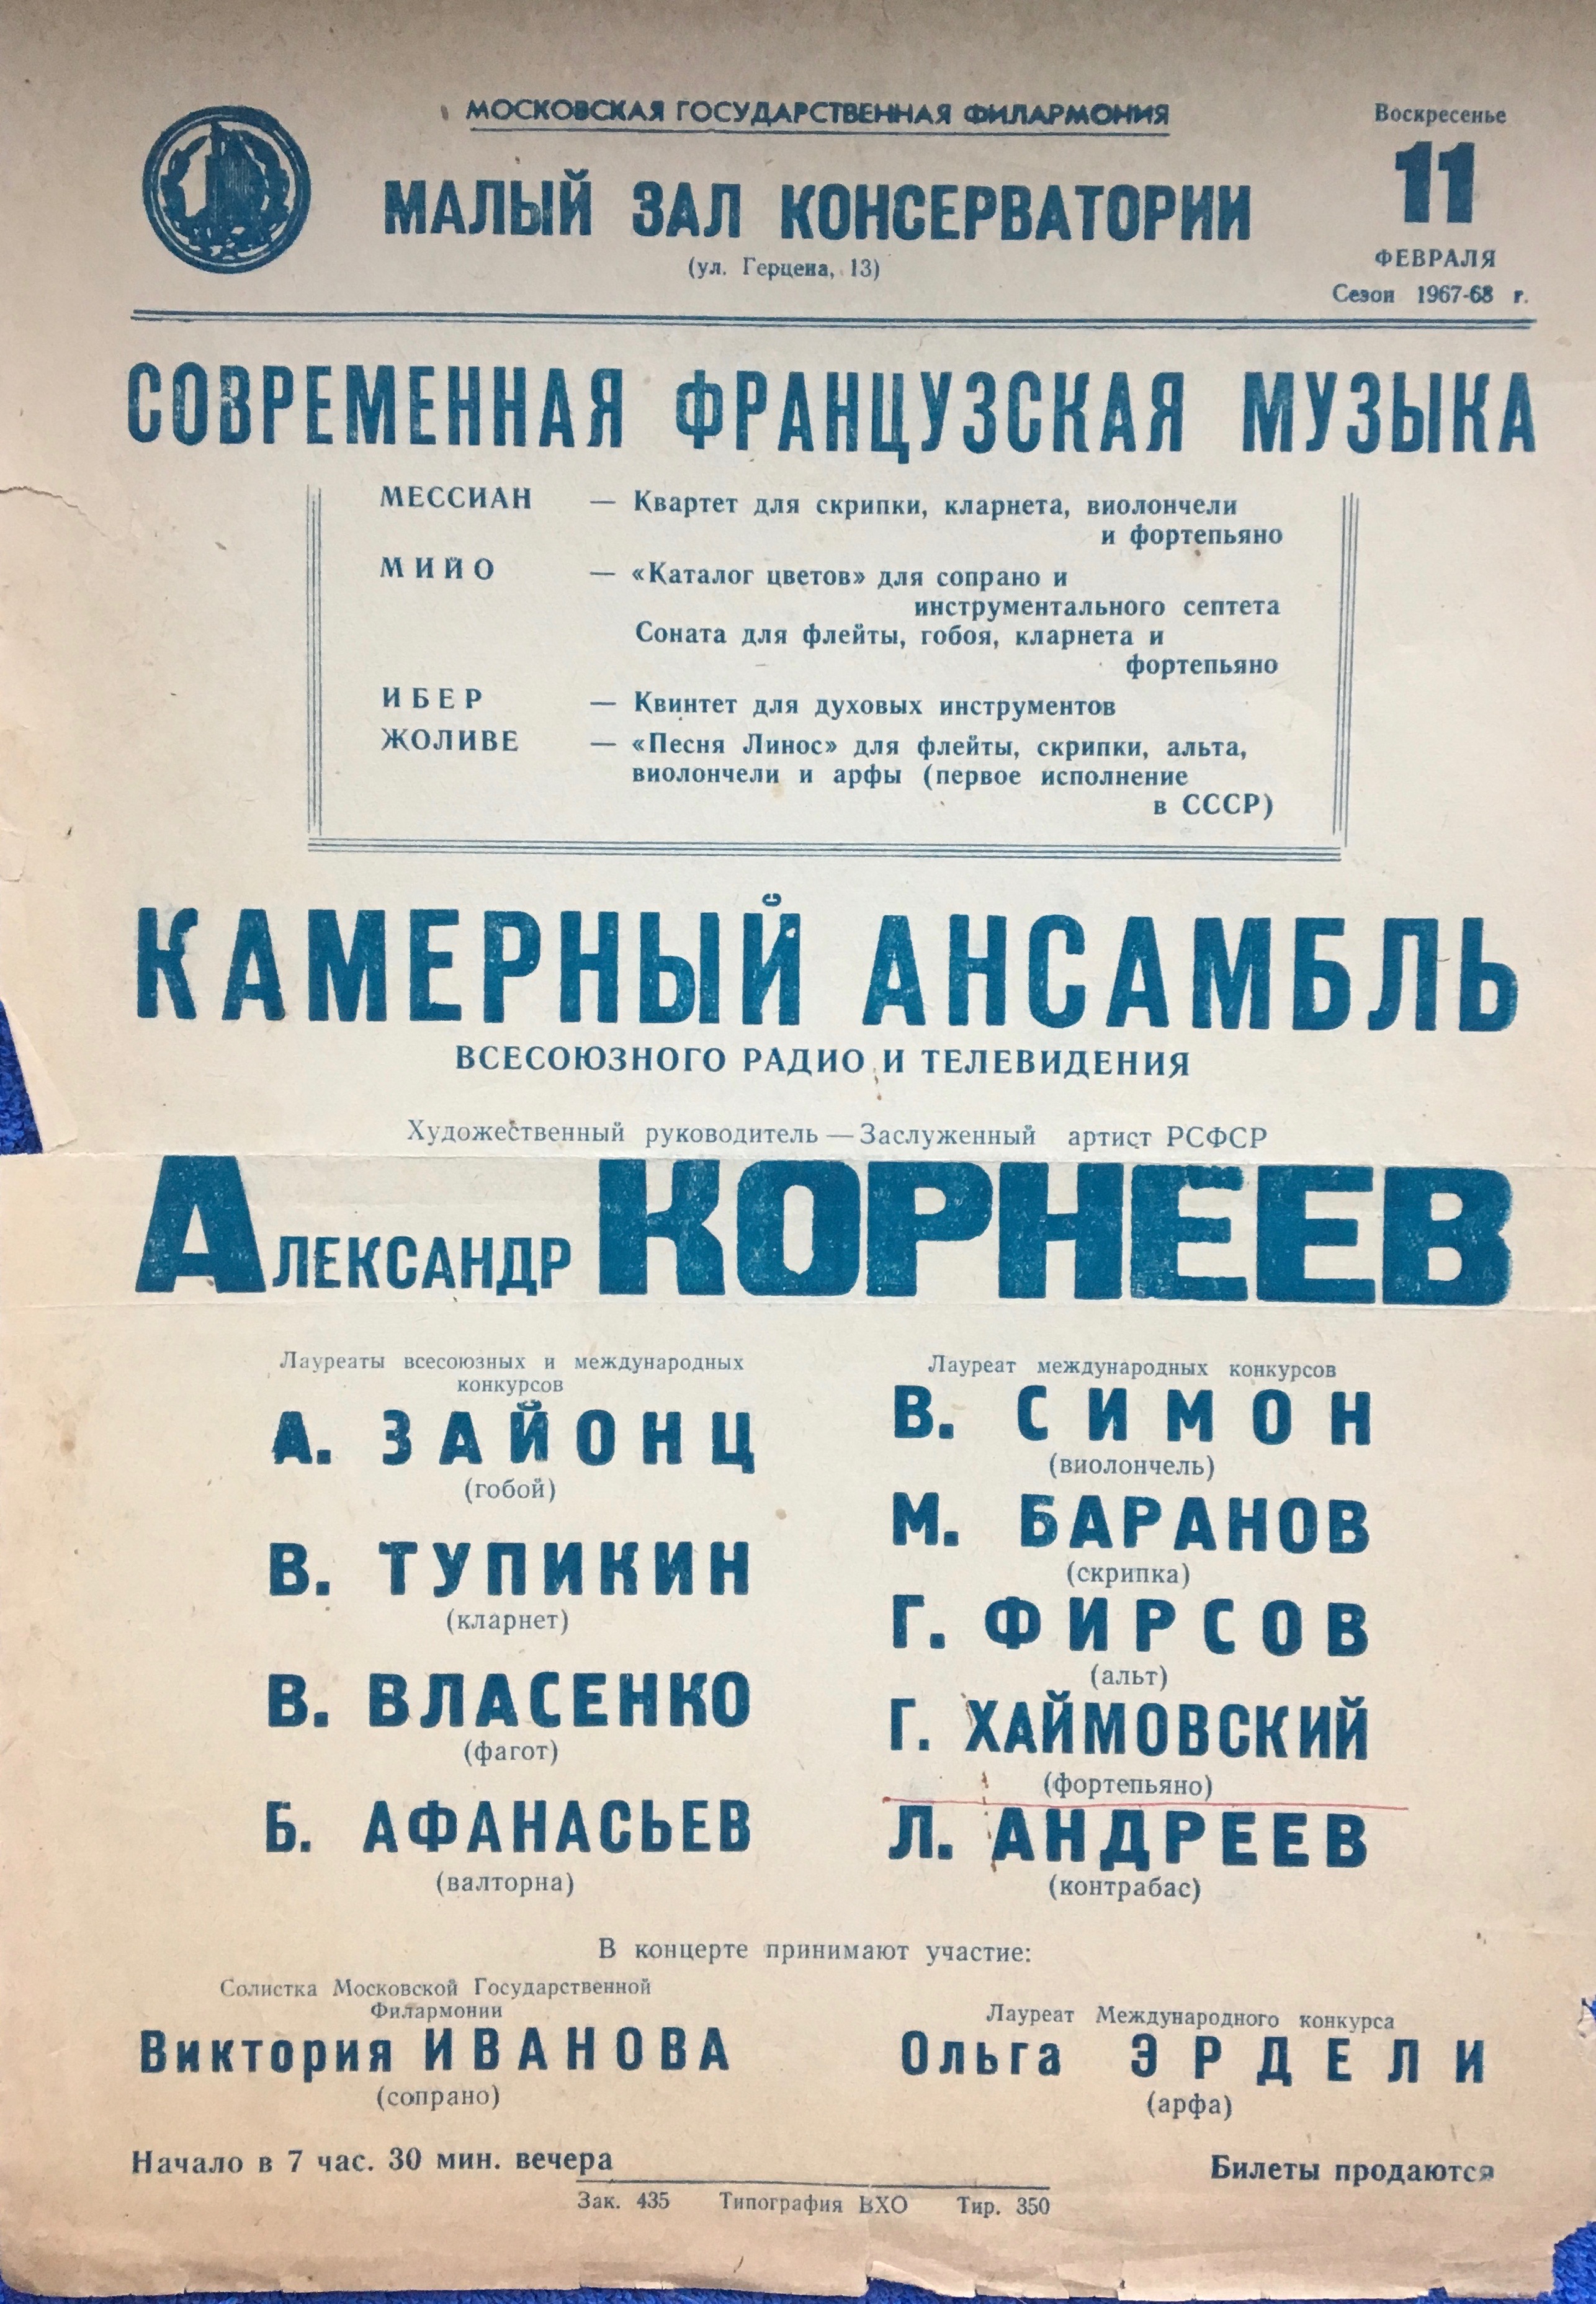 МОСКОВСКАЯ ГОСУДАРСТВЕННАЯ ФИЛАРМОНИЯ
МАЛЫЙ ЗАЛ КОНСЕРВАТОРИИ
(ул. Герцена, 13)
Воскресенье
11
ФЕВРАЛЯ
Сезон 1967-68 г.
СОВРЕМЕННАЯ ФРАНЦУЗСКАЯ МУЗЫКА
МЕССИАН — Квартет для скрипки, кларнета, виолончели
и фортепьяно
МИЙО — «Каталог цветов» для сопрано и
инструментального септета
Соната для флейты, гобоя, кларнета и
фортепьяно
ИБЕР — Квинтет для духовых инструментов
ЖОЛИВЕ — «Песня Линос» для флейты, скрипки, альта,
виолончели и арфы (первое исполнение
в СССР)
КАМЕРНЫЙ АНСАМБЛЬ
ВСЕСОЮЗНОГО РАДИО И ТЕЛЕВИДЕНИЯ
Художественный руководитель — Заслуженный артист РСФСР
АЛЕКСАНДР КОРНЕЕВ
Лауреаты всесоюзных и международных
конкурсов
А. ЗАЙОНЦ
(гобой)
В. ТУПИКИН
(кларнет)
В. ВЛАСЕНКО
(фагот)
Б. АФАНАСЬЕВ
(валторна)
Лауреат международных конкурсов
В. СИМОН
(виолончель)
М. БАРАНОВ
(скрипка)
Г. ФИРСОВ
(альт)
Г. ХАЙМОВСКИЙ
(фортепьяно)
Л. АНДРЕЕВ
(контрабас)
В концерте принимают участие:
Солистка Московской Государственной
Филармонии
Виктория ИВАНОВА
(сопрано)
Лауреат Международного конкурса
Ольга ЭРДЕЛИ
(арфа)
Начало в 7 час. 30 мин. вечера
Билеты продаются
Зак. 435 Типография ВХО Тир. 350